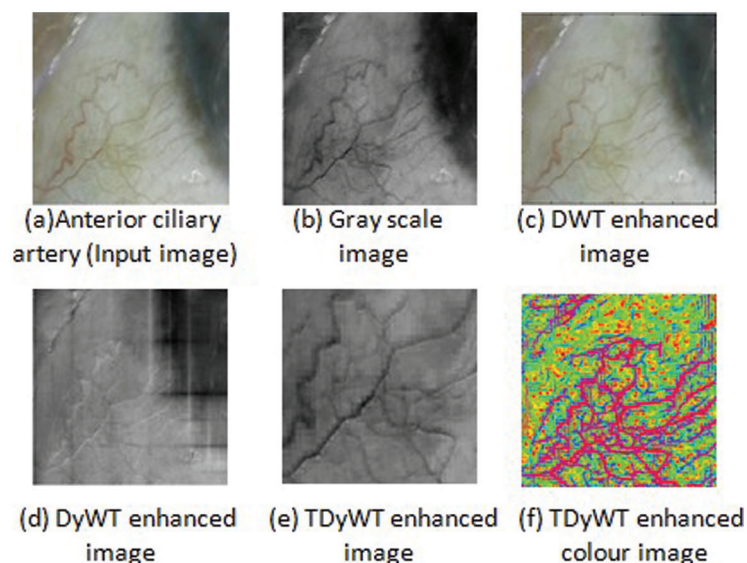 (a)Anterior ciliary
artery (Input image)
(b) Gray scale
image
(c) DWT enhanced
image
(d) DyWT enhanced
image
(e) TDyWT enhanced
image
(f) TDyWT enhanced
colour image